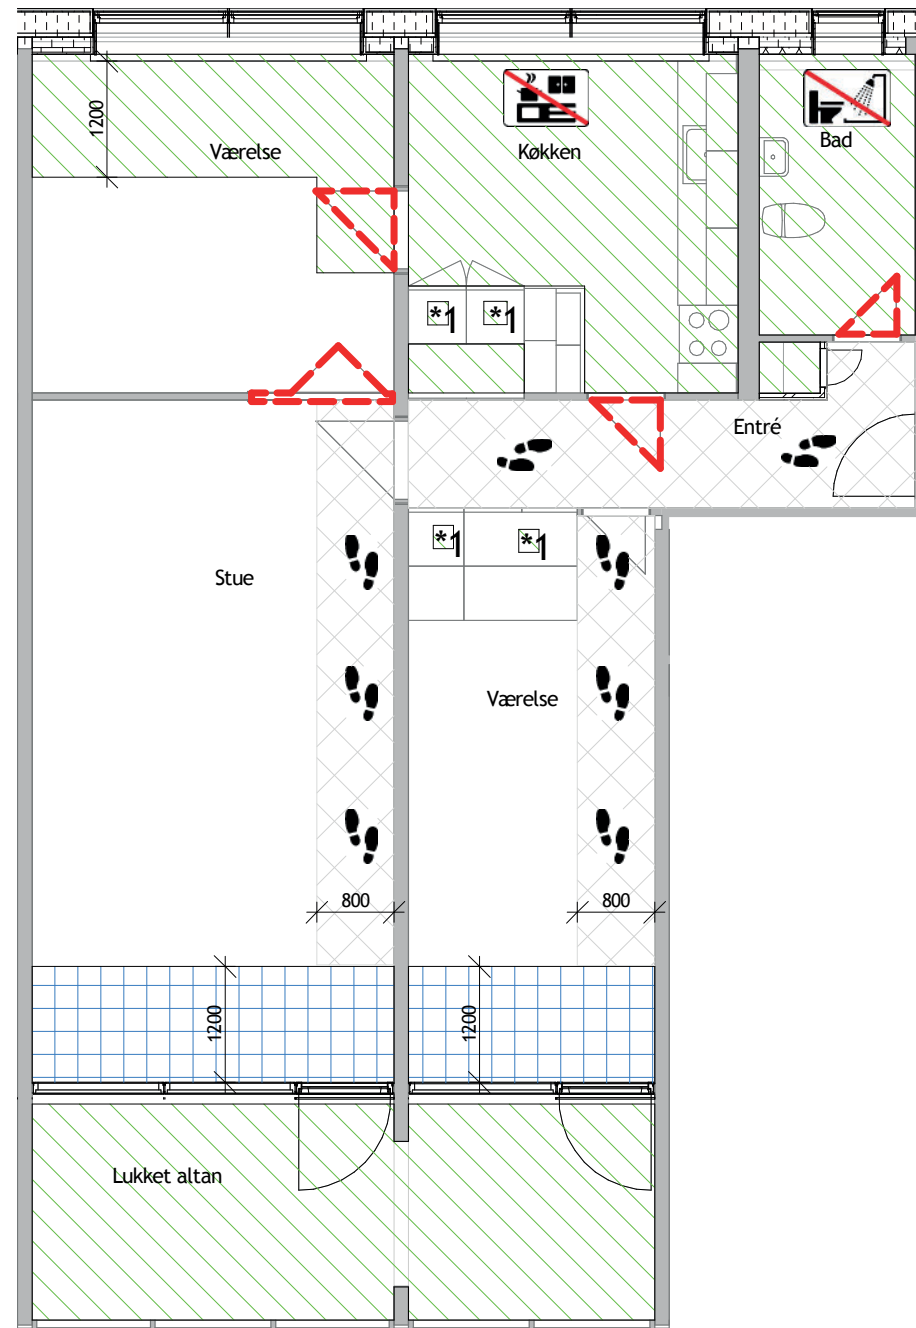 1200
Værelse
Køkken
Bad
*1
*1
Entré
*1
*1
Stue
Værelse
800
800
1200
1200
Lukket altan